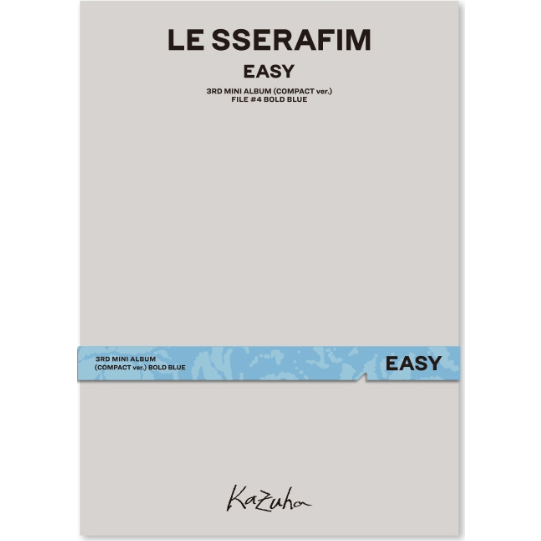 LE SSERAFIM
EASY
3RD MINI ALBUM (COMPACT ver.)
FILE #4 BOLD BLUE
3RD MINI ALBUM
(COMPACT ver.) BOLD BLUE
EASY
Kazuha